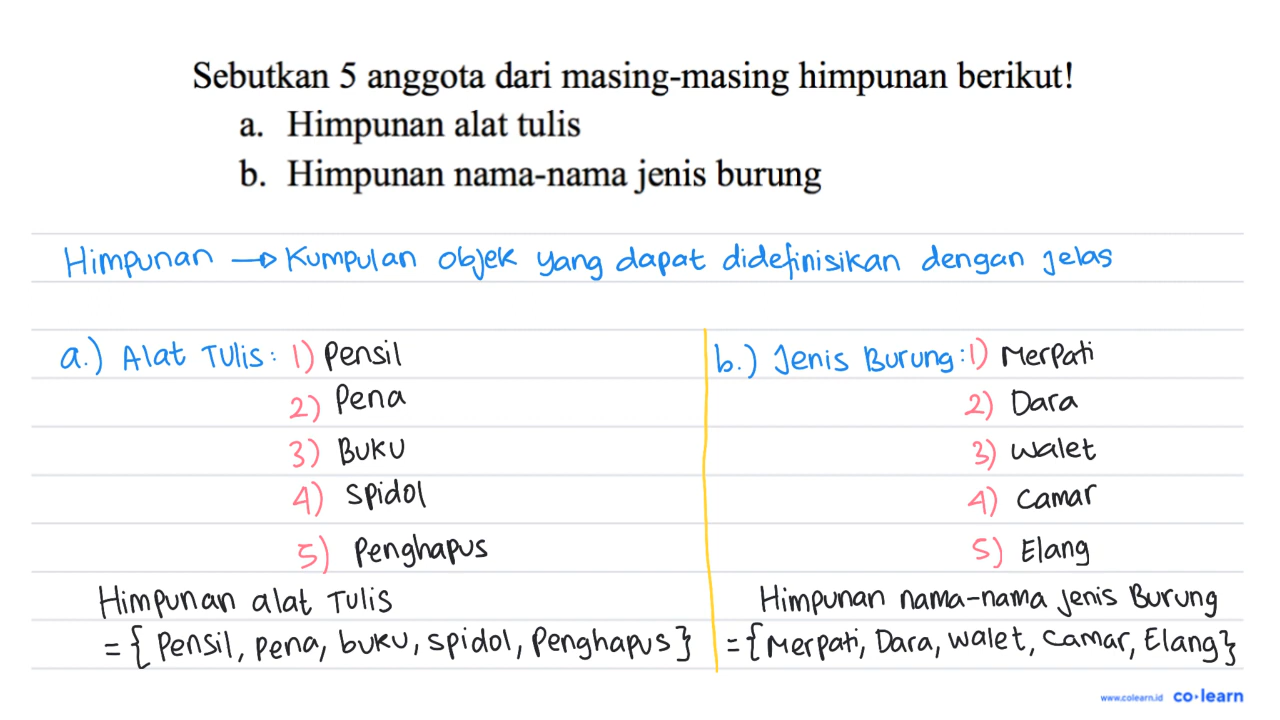 Sebutkan 5 anggota dari masing-masing himpunan berikut!
a. Himpunan alat tulis
b. Himpunan nama-nama jenis burung
Himpunan → Kumpulan objek yang dapat didefinisikan dengan jelas
a.) Alat Tulis: 1) Pensil
2) Pena
3) Buku
4) Spidol
5) Penghapus
Himpunan alat Tulis
= { Pensil, pena, buku, spidol, Penghapus }
b.) Jenis Burung: 1) Merpati
2) Dara
3) Walet
4) Camar
5) Elang
Himpunan nama-nama Jenis Burung
= { Merpati, Dara, Walet, Camar, Elang }
www.colearn.id co·learn